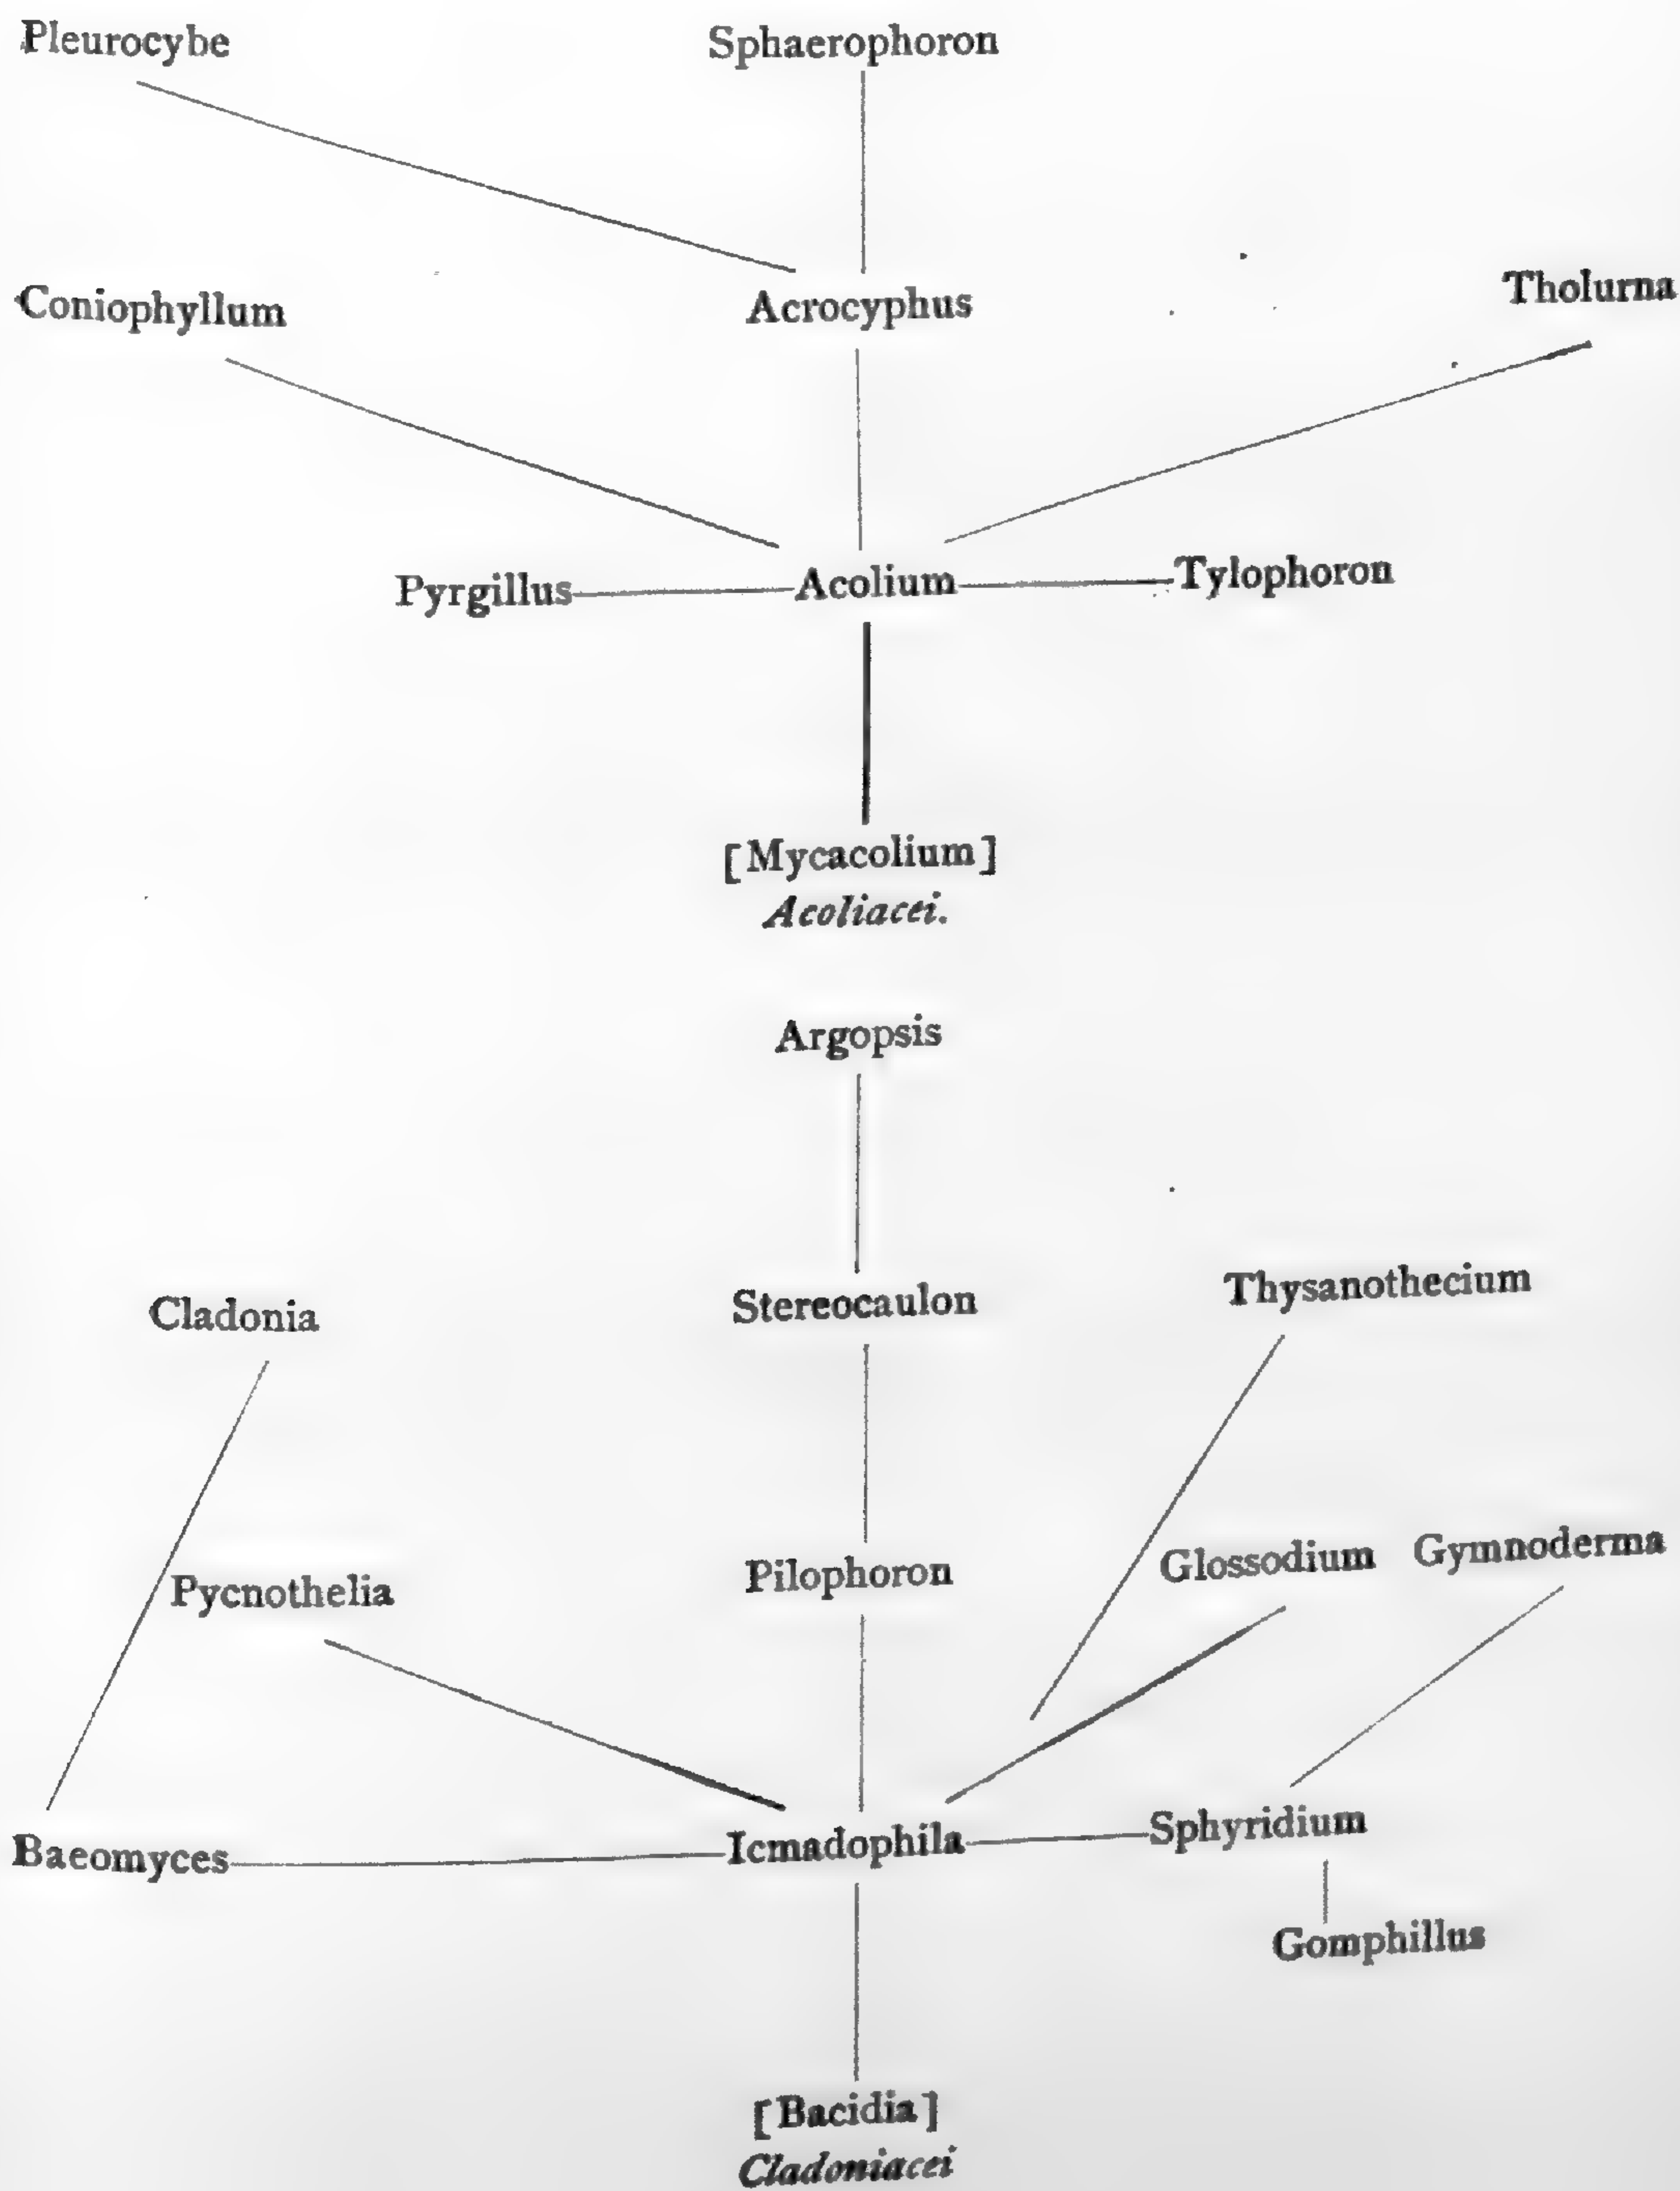 Pleurocybe Sphaerophoron
Coniophyllum Acrocyphus Tholurna
Pyrgillus Acolium Tylophoron
[Mycacolium]
Acoliacei.
Argopsis
Cladonia Stereocaulon Thysanothecium
Pycnothelia Pilophoron Glossodium Gymnoderma
Baeomyces Icmadophila Sphyridium
Gomphillus
[Bacidia]
Cladoniacei